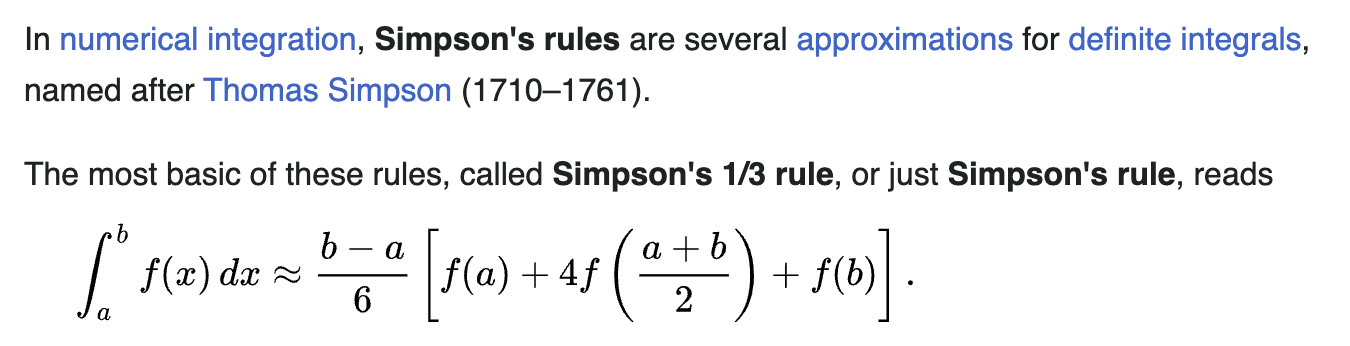 In numerical integration, Simpson's rules are several approximations for definite integrals,
named after Thomas Simpson (1710–1761).
The most basic of these rules, called Simpson's 1/3 rule, or just Simpson's rule, reads
∫_a^b f(x) dx ≈ \frac{b − a}{6} [f(a) + 4f(\frac{a + b}{2}) + f(b)].